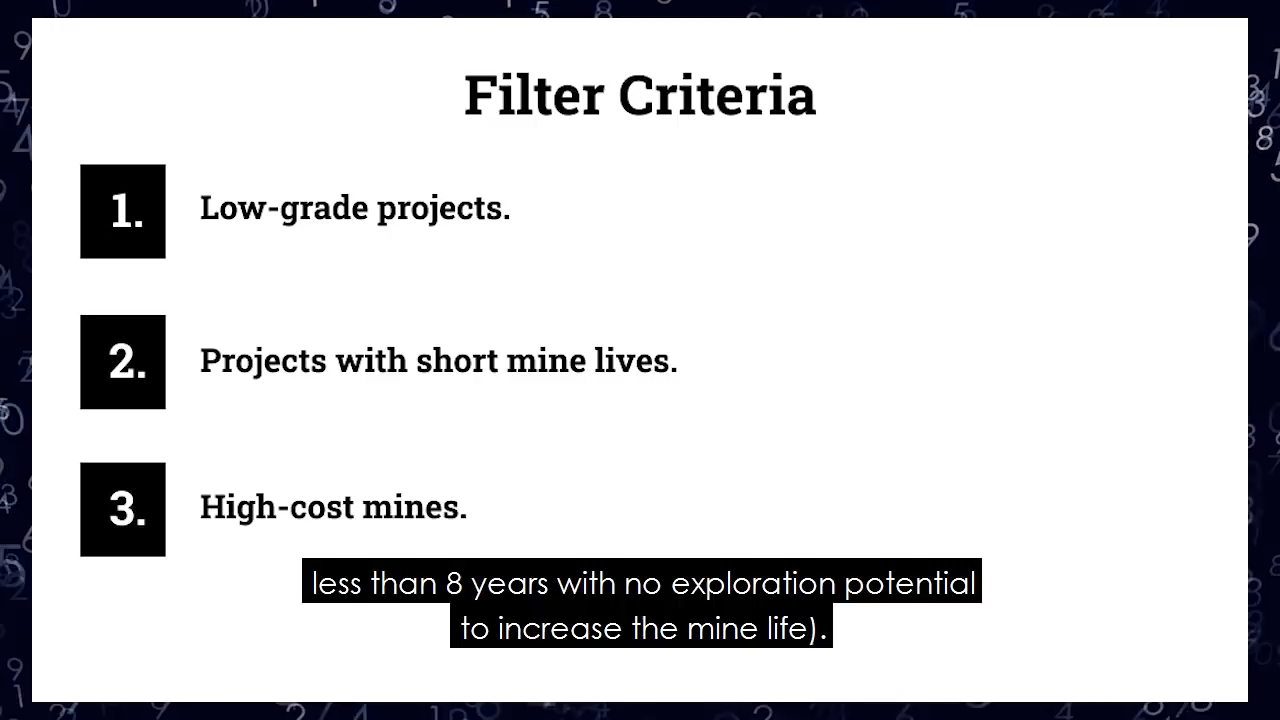 Filter Criteria
1. Low-grade projects.
2. Projects with short mine lives.
3. High-cost mines.
less than 8 years with no exploration potential
to increase the mine life).